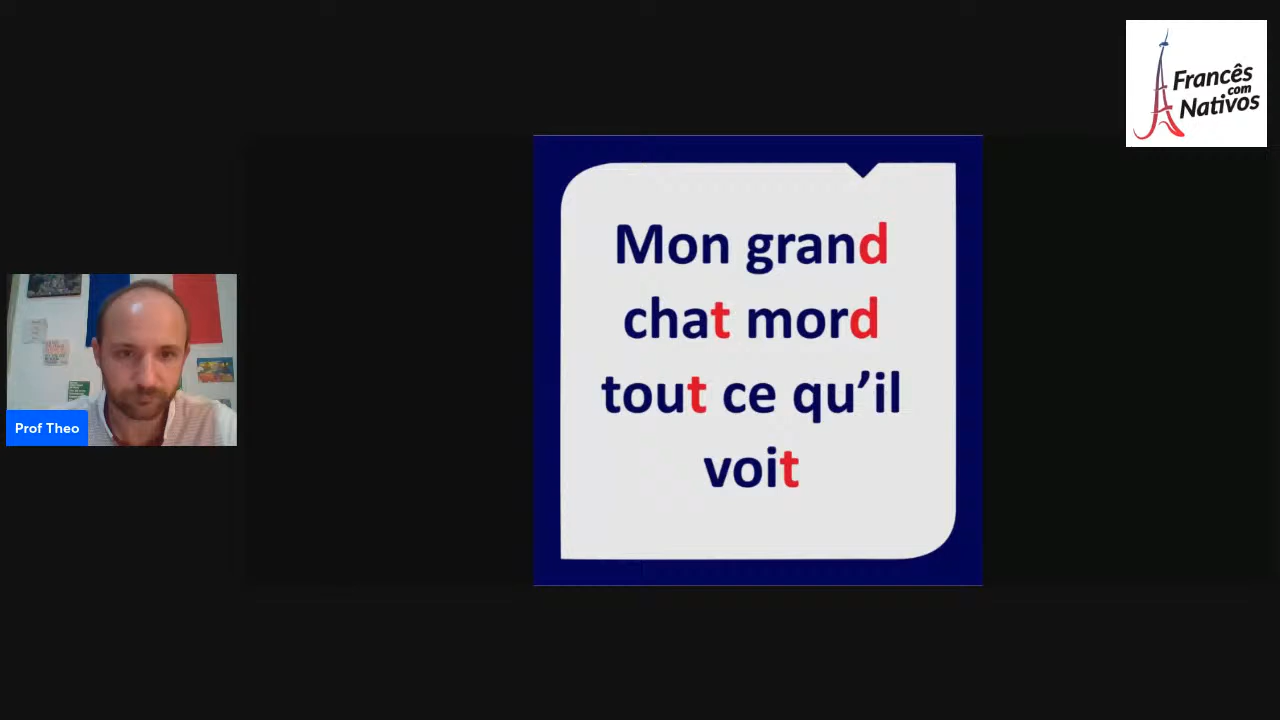 Francês
com
Nativos
Mon grand
chat mord
tout ce qu’il
voit
Prof Theo